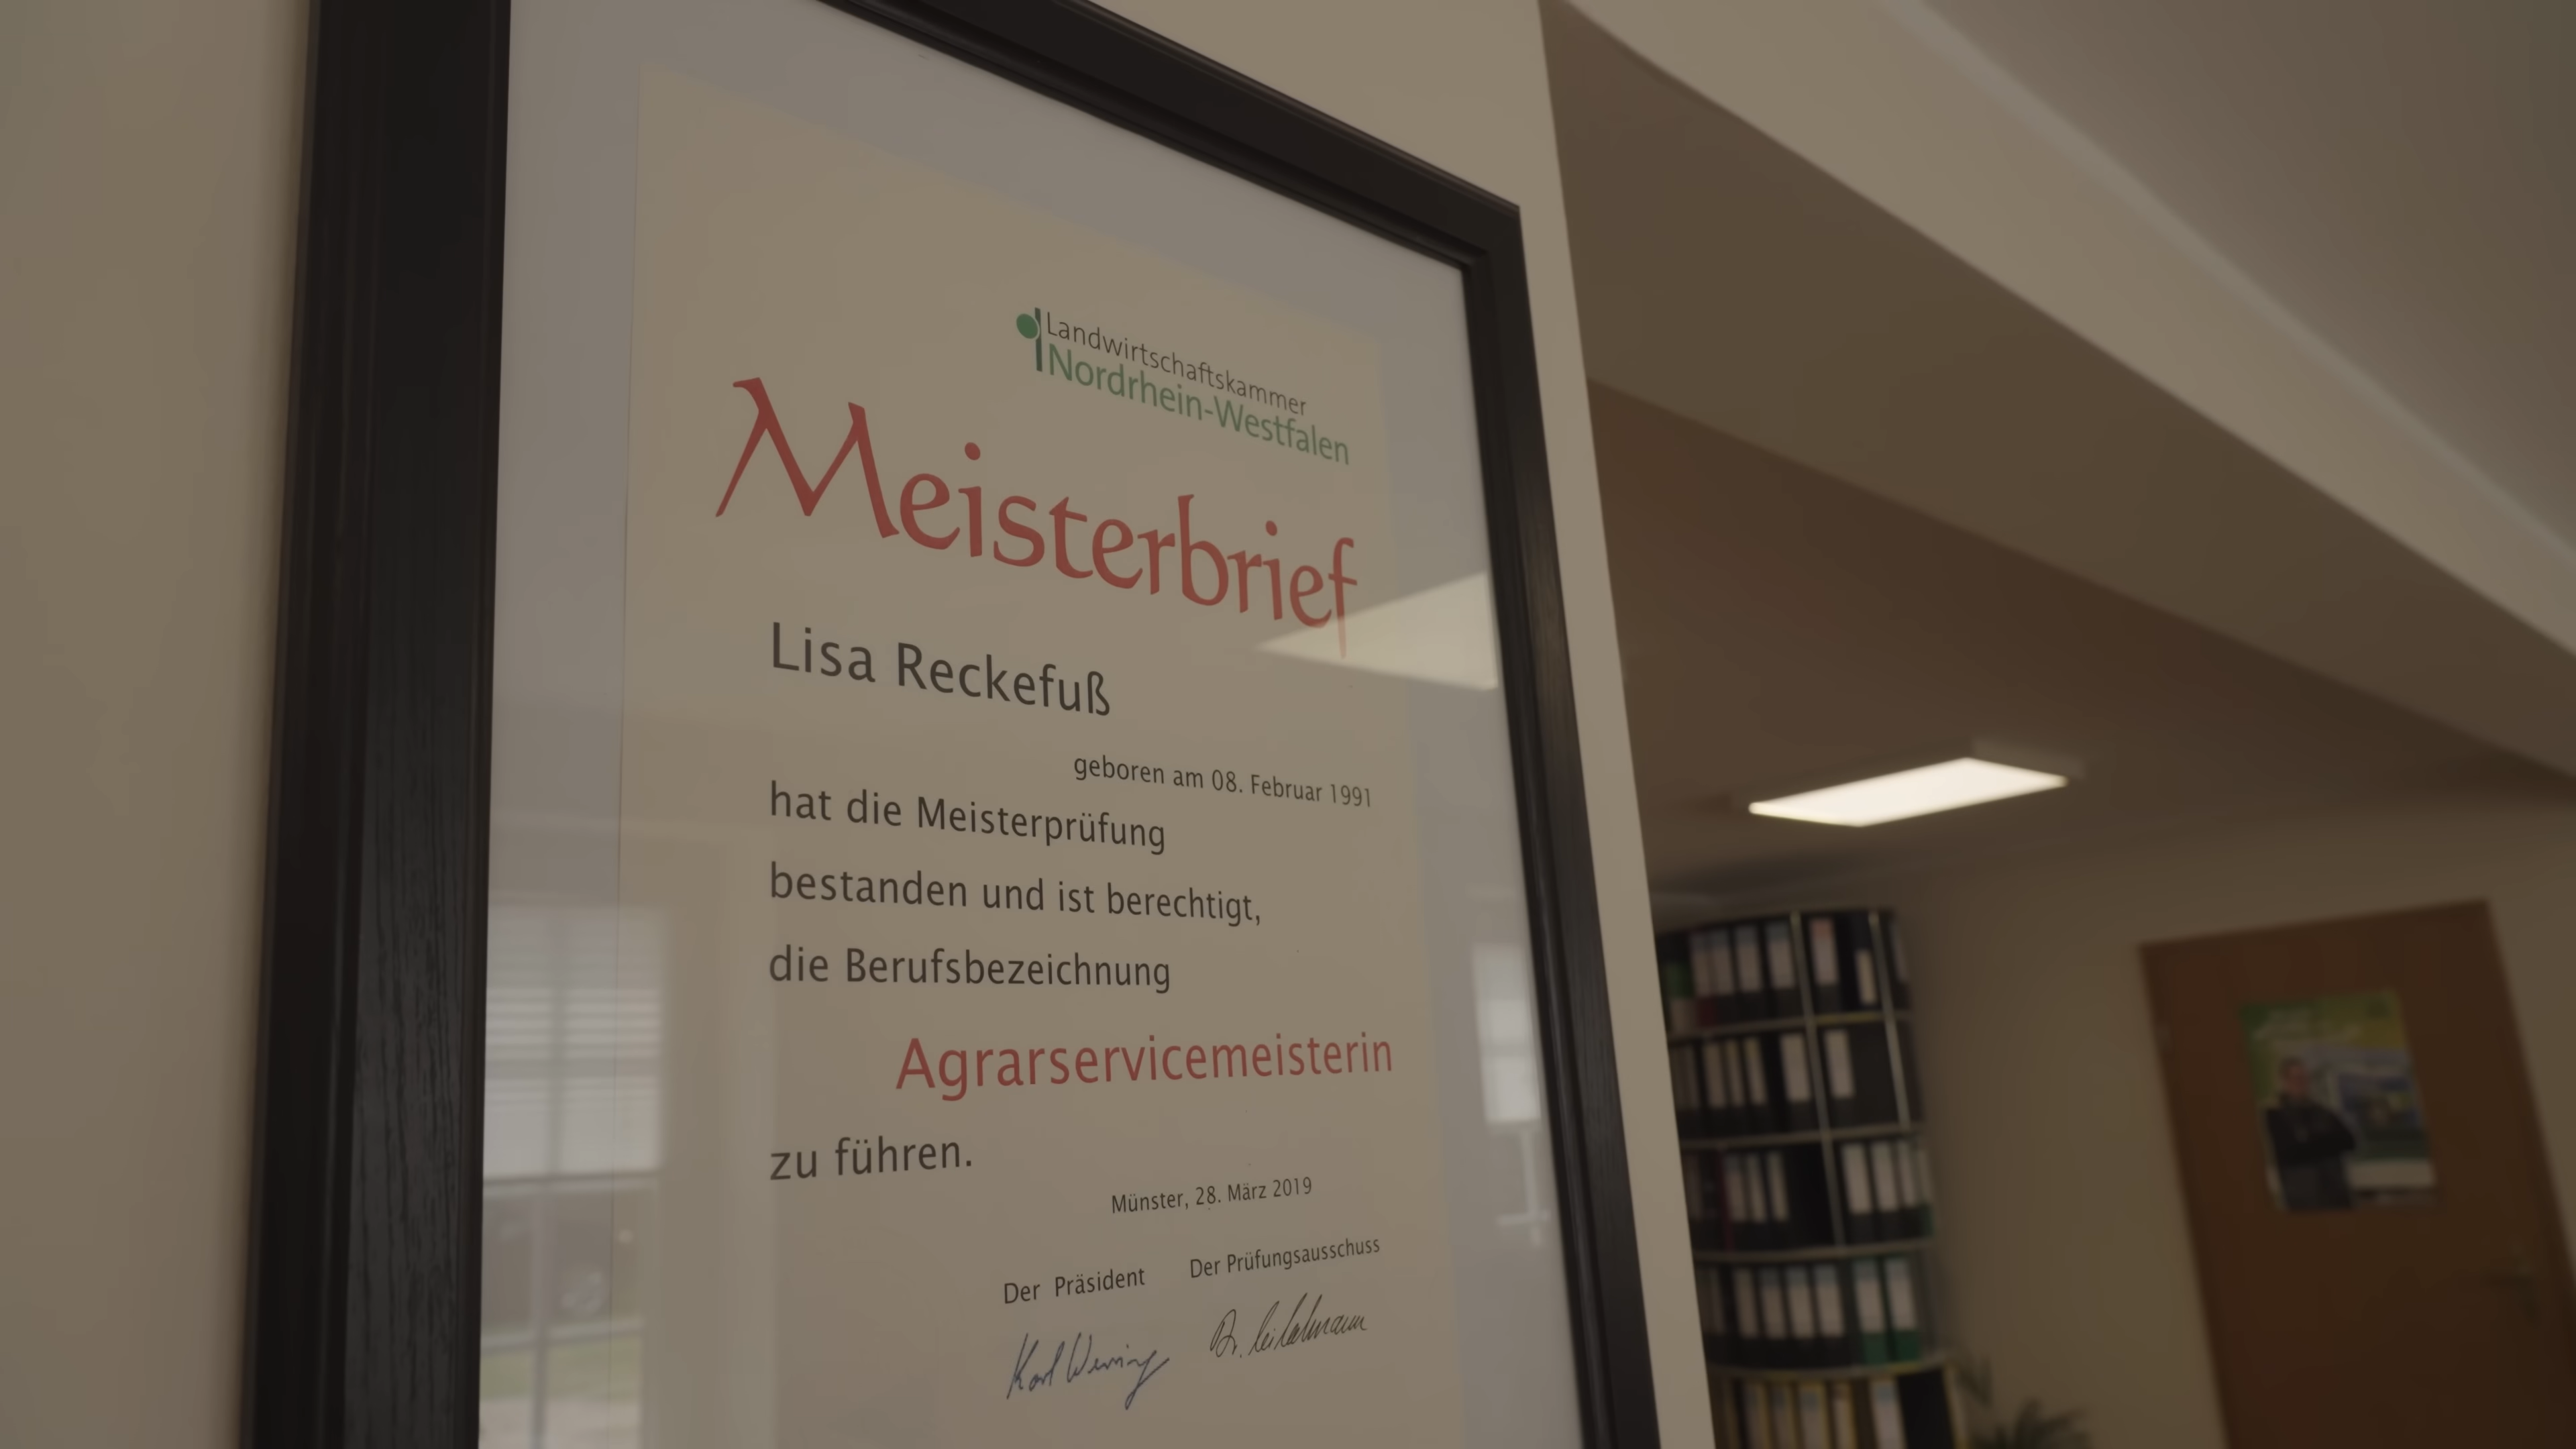 Landwirtschaftskammer
Nordrhein-Westfalen
Meisterbrief
Lisa Reckefuß
geboren am 08. Februar 1991
hat die Meisterprüfung
bestanden und ist berechtigt,
die Berufsbezeichnung
Agrarservicemeisterin
zu führen.
Münster, 28. März 2019
Der Präsident
Der Prüfungsausschuss